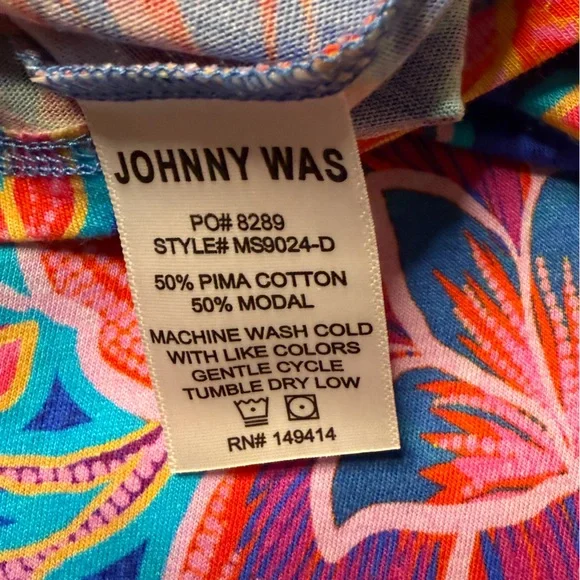 JOHNNY WAS
PO# 8289
STYLE# MS9024-D
50% PIMA COTTON
50% MODAL
MACHINE WASH COLD
WITH LIKE COLORS
GENTLE CYCLE
TUMBLE DRY LOW
RN# 149414